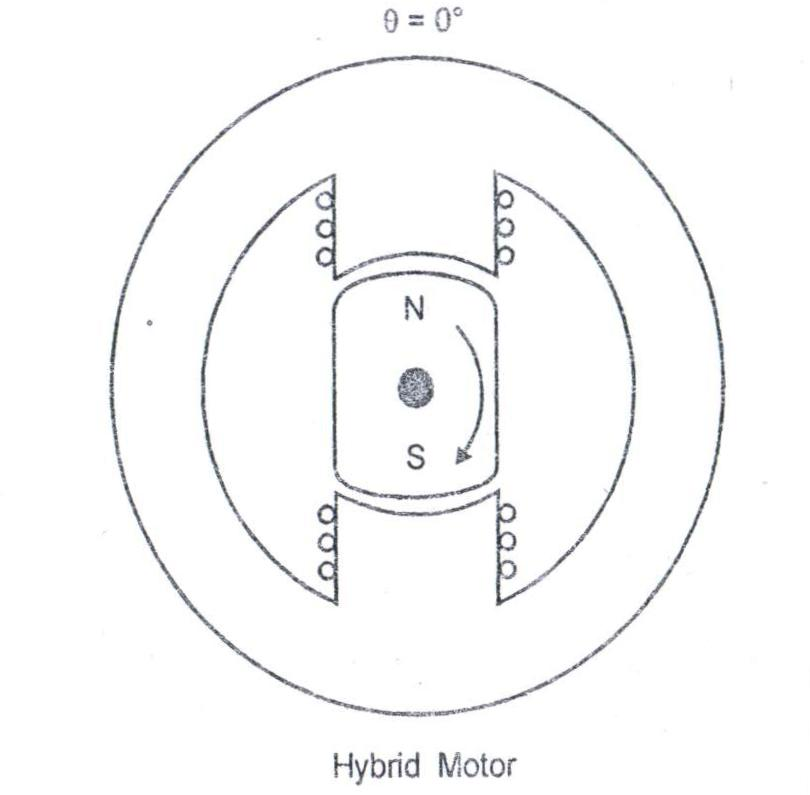 θ = 0°
N
S
Hybrid Motor